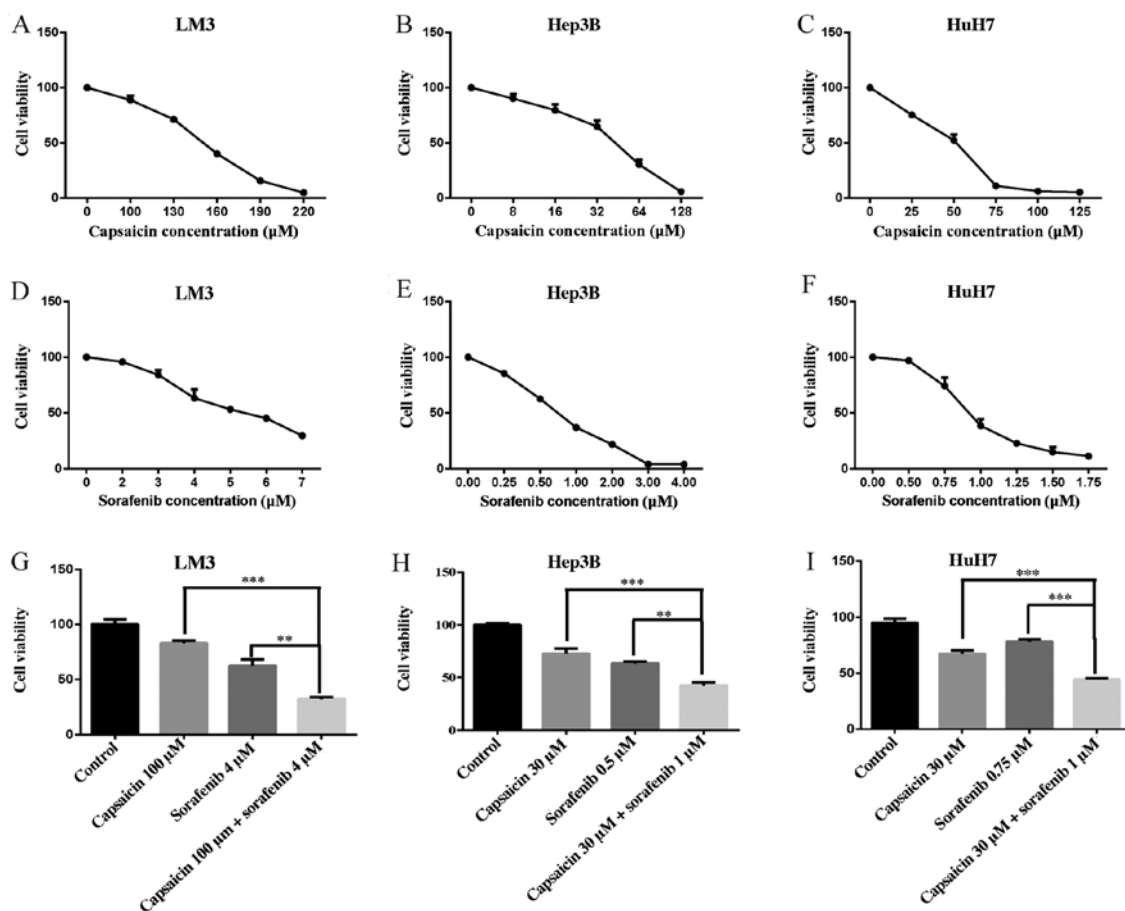 A
LM3
Cell viability
150
100
50
0
0 100 130 160 190 220
Capsaicin concentration (µM)
B
Hep3B
Cell viability
150
100
50
0
0 8 16 32 64 128
Capsaicin concentration (µM)
C
HuH7
Cell viability
150
100
50
0
0 25 50 75 100 125
Capsaicin concentration (µM)
D
LM3
Cell viability
150
100
50
0
0 2 3 4 5 6 7
Sorafenib concentration (µM)
E
Hep3B
Cell viability
150
100
50
0
0.00 0.25 0.50 1.00 2.00 3.00 4.00
Sorafenib concentration (µM)
F
HuH7
Cell viability
150
100
50
0
0.00 0.50 0.75 1.00 1.25 1.50 1.75
Sorafenib concentration (µM)
G
LM3
Cell viability
150
100
50
0
***
**
Control
Capsaicin 100 µM
Sorafenib 4 µM
Capsaicin 100 µm + sorafenib 4 µM
H
Hep3B
Cell viability
150
100
50
0
***
**
Control
Capsaicin 30 µM
Sorafenib 0.5 µM
Capsaicin 30 µM + sorafenib 1 µM
I
HuH7
Cell viability
150
100
50
0
***
***
Control
Capsaicin 30 µM
Sorafenib 0.75 µM
Capsaicin 30 µM + sorafenib 1 µM